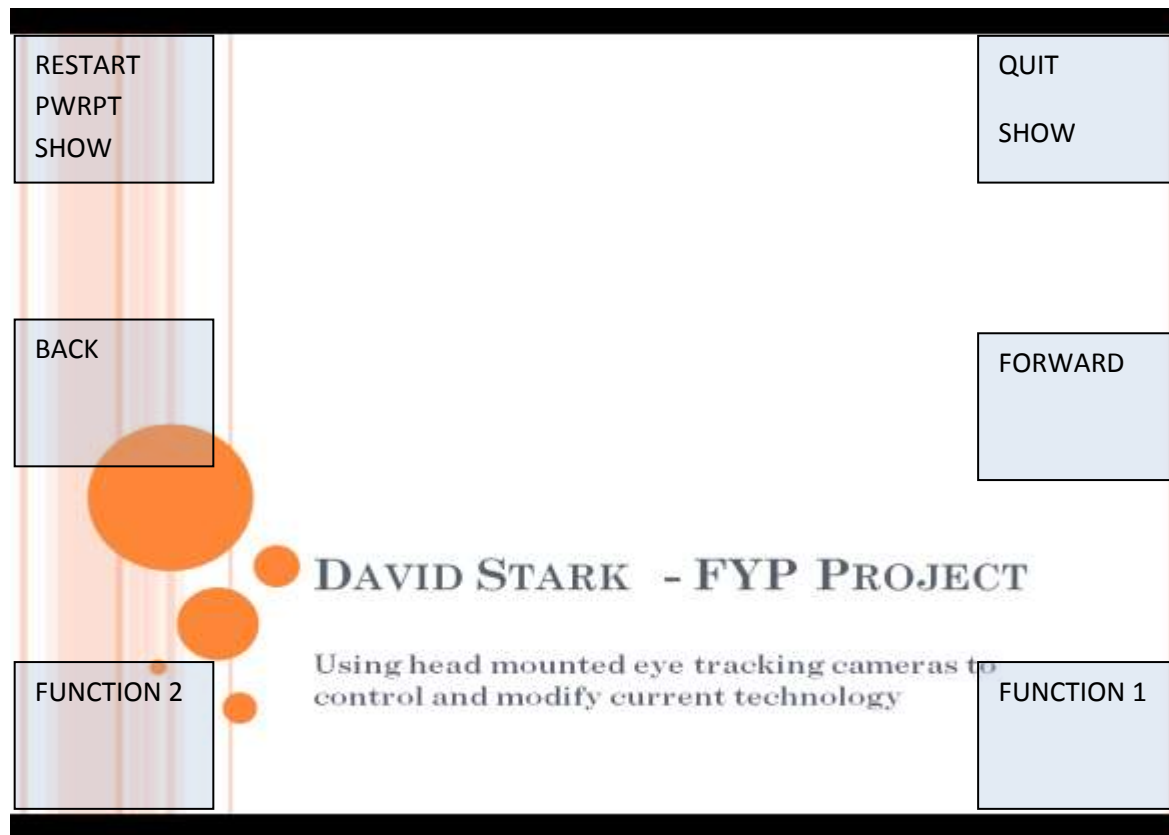 RESTART
PWRPT
SHOW
QUIT
SHOW
BACK
FORWARD
DAVID STARK - FYP PROJECT
Using head mounted eye tracking cameras to
control and modify current technology
FUNCTION 2
FUNCTION 1